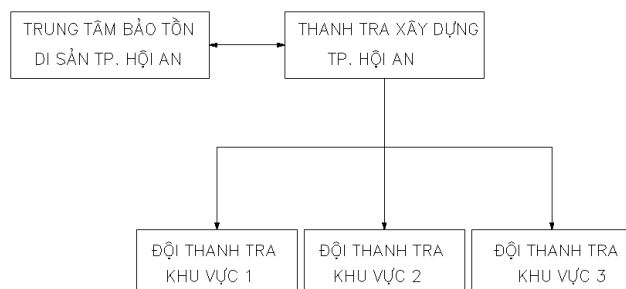 TRUNG TÂM BẢO TỒN
DI SẢN TP. HỘI AN
THANH TRA XÂY DỰNG
TP. HỘI AN
ĐỘI THANH TRA
KHU VỰC 1
ĐỘI THANH TRA
KHU VỰC 2
ĐỘI THANH TRA
KHU VỰC 3